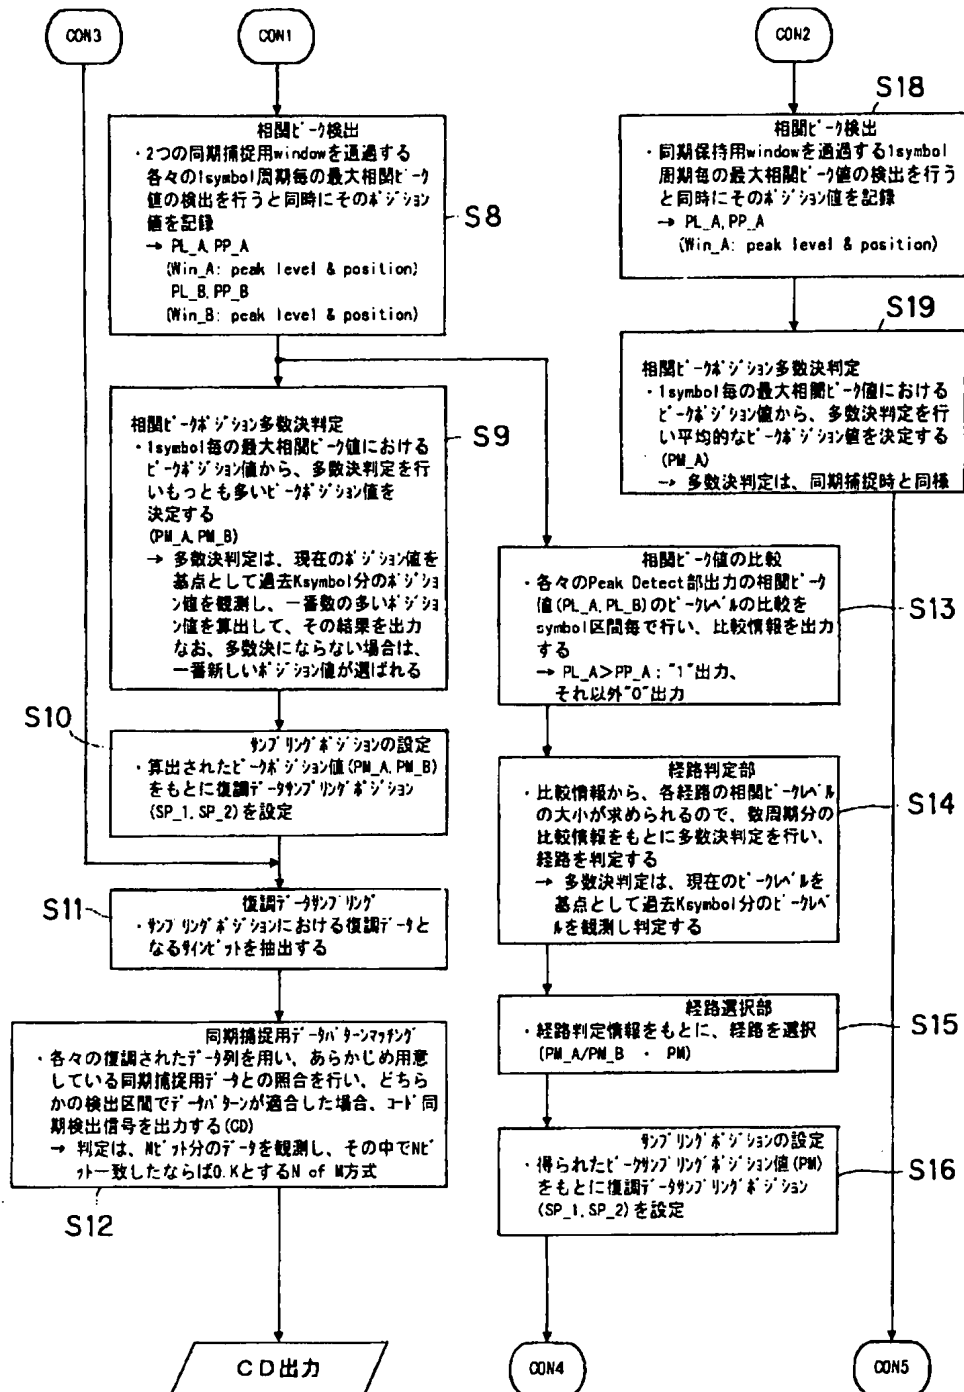 CON3
CON1
CON2
S18
相関ピーク検出
・2つの同期捕捉用windowを通過する
各々の1symbol周期毎の最大相関ピーク
値の検出を行うと同時にそのポジション
値を記録
→ PL_A,PP_A
(Win_A: peak level & position)
PL_B,PP_B
(Win_B: peak level & position)
S8
相関ピーク検出
・同期保持用windowを通過する1symbol
周期毎の最大相関ピーク値の検出を行う
と同時にそのポジション値を記録
→ PL_A,PP_A
(Win_A: peak level & position)
S19
相関ピークポジション多数決判定
・1symbol毎の最大相関ピーク値における
ピークポジション値から、多数決判定を行
い平均的なピークポジション値を決定する
(PM_A)
→ 多数決判定は、同期捕捉時と同様
相関ピークポジション多数決判定
・1symbol毎の最大相関ピーク値における
ピークポジション値から、多数決判定を行
いもっとも多いピークポジション値を
決定する
(PM_A,PM_B)
→ 多数決判定は、現在のポジション値を
基点として過去Ksymbol分のポジショ
ン値を観測し、一番数の多いポジショ
ン値を算出して、その結果を出力
なお、多数決にならない場合は、
一番新しいポジション値が選ばれる
S9
相関ピーク値の比較
・各々のPeak Detect部出力の相関ピーク
値(PL_A,PL_B)のピークレベルの比較を
symbol区間毎で行い、比較情報を出力
する
→ PL_A>PP_A:"1"出力、
それ以外"0"出力
S13
S10
サンプリングポジションの設定
・算出されたピークポジション値(PM_A,PM_B)
をもとに復調データサンプリングポジション
(SP_1,SP_2)を設定
経路判定部
・比較情報から、各経路の相関ピークレベル
の大小が求められるので、数周期分の
比較情報をもとに多数決判定を行い、
経路を判定する
→ 多数決判定は、現在のピークレベルを
基点として過去Ksymbol分のピークレベ
ルを観測し判定する
S14
S11
復調データサンプリング
・サンプリングポジションにおける復調データと
なるサインビットを抽出する
経路選択部
・経路判定情報をもとに、経路を選択
(PM_A/PM_B ・ PM)
S15
同期捕捉用データパターンマッチング
・各々の復調されたデータ列を用い、あらかじめ用意
している同期捕捉用データとの照合を行い、どちら
かの検出区間でデータパターンが適合した場合、コード同
期検出信号を出力する(CD)
→ 判定は、Nビット分のデータを観測し、その中でNビ
ット一致したならばO.KとするN of M方式
S12
サンプリングポジションの設定
・得られたピークサンプリングポジション値(PM)
をもとに復調データサンプリングポジション
(SP_1,SP_2)を設定
S16
CD出力
CON4
CON5